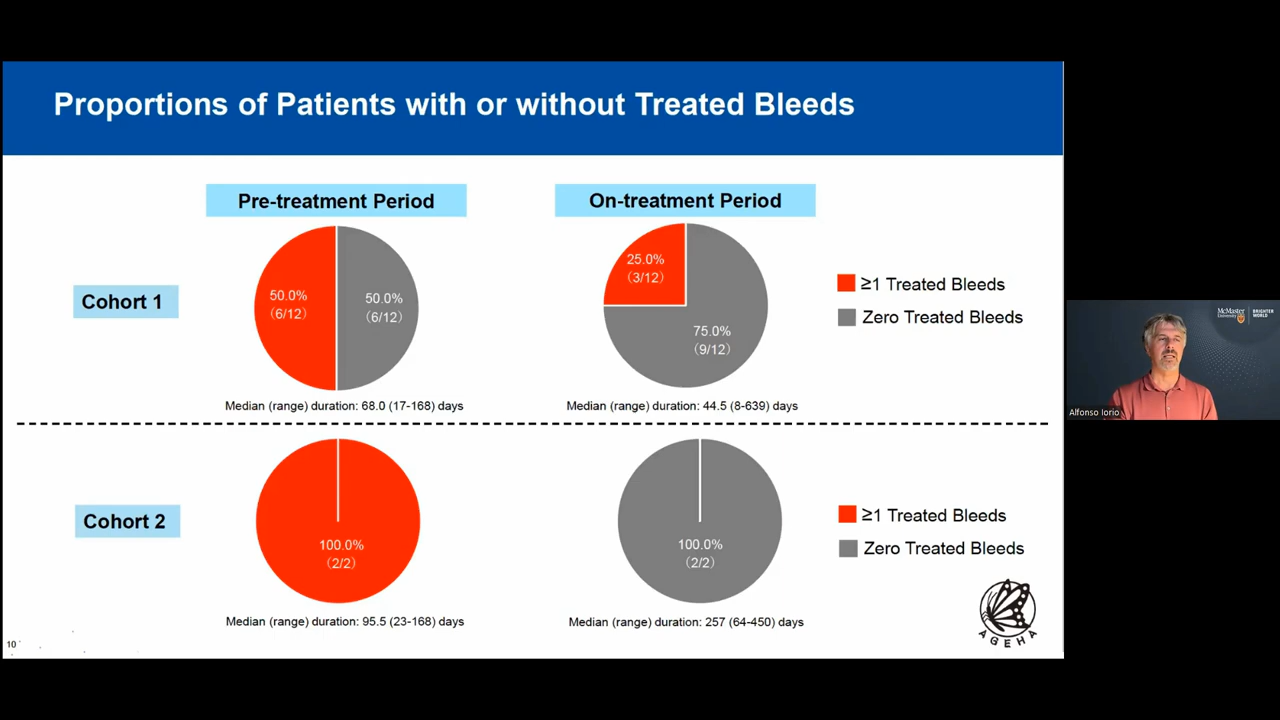 Proportions of Patients with or without Treated Bleeds
Pre-treatment Period
On-treatment Period
Cohort 1
50.0%
(6/12)
50.0%
(6/12)
25.0%
(3/12)
75.0%
(9/12)
≥1 Treated Bleeds
Zero Treated Bleeds
Median (range) duration: 68.0 (17-168) days
Median (range) duration: 44.5 (8-639) days
Cohort 2
100.0%
(2/2)
100.0%
(2/2)
≥1 Treated Bleeds
Zero Treated Bleeds
Median (range) duration: 95.5 (23-168) days
Median (range) duration: 257 (64-450) days
AGEHA
10
McMaster
University
BRIGHTER
WORLD
Alfonso Iorio